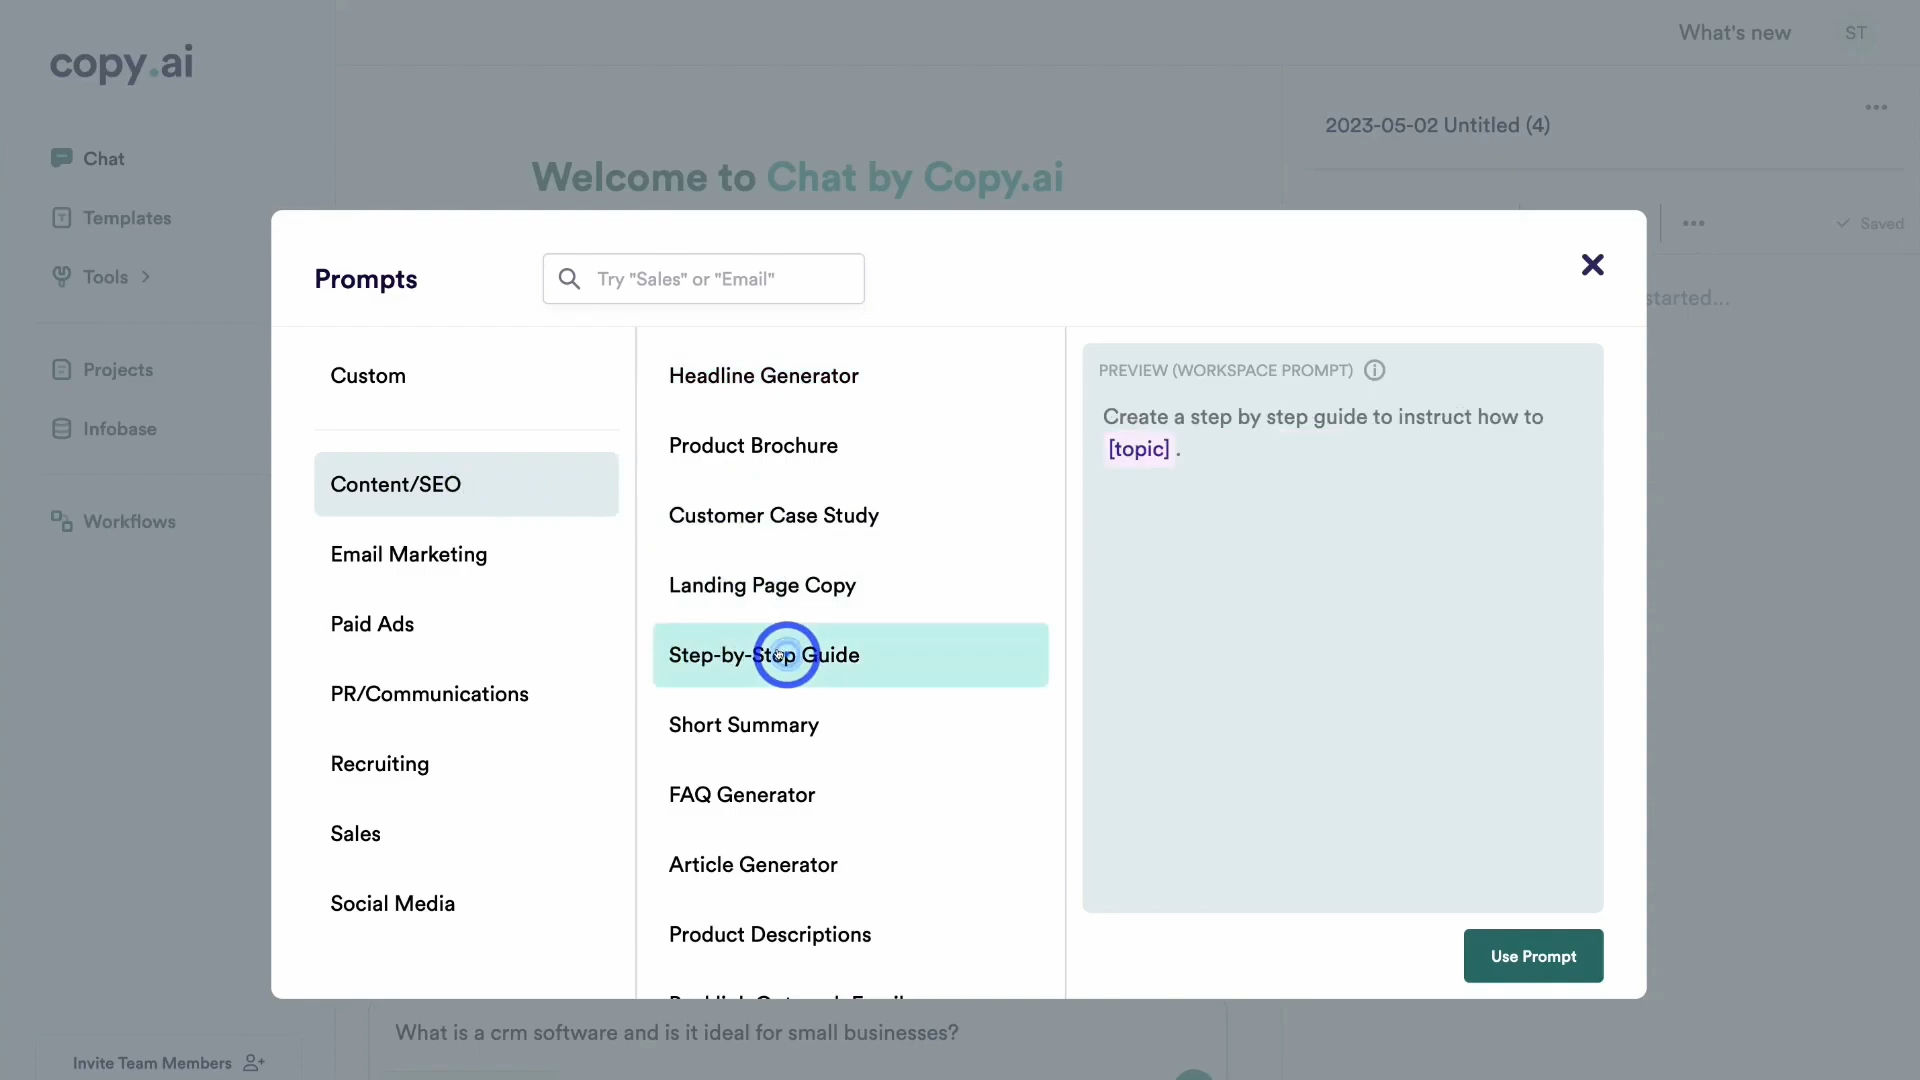 copy.ai
What's new
ST
Chat
Templates
Tools
Projects
Infobase
Workflows
Invite Team Members
Welcome to Chat by Copy.ai
2023-05-02 Untitled (4)
Saved
started...
Prompts
Try "Sales" or "Email"
Custom
Content/SEO
Email Marketing
Paid Ads
PR/Communications
Recruiting
Sales
Social Media
Headline Generator
Product Brochure
Customer Case Study
Landing Page Copy
Step-by-Step Guide
Short Summary
FAQ Generator
Article Generator
Product Descriptions
PREVIEW (WORKSPACE PROMPT)
Create a step by step guide to instruct how to
[topic] .
Use Prompt
What is a crm software and is it ideal for small businesses?